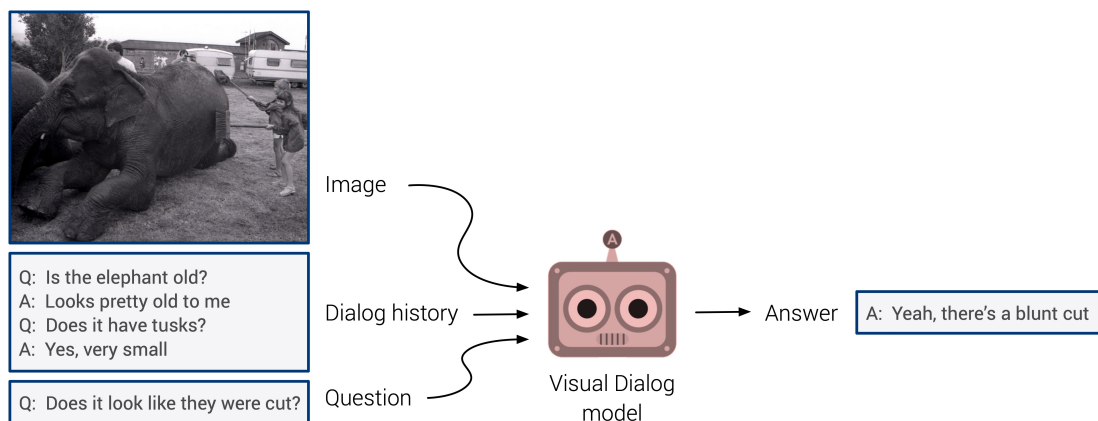 Image
Q: Is the elephant old?
A: Looks pretty old to me
Q: Does it have tusks?
A: Yes, very small
Dialog history
Q: Does it look like they were cut?
Question
A
Visual Dialog
model
Answer
A: Yeah, there's a blunt cut